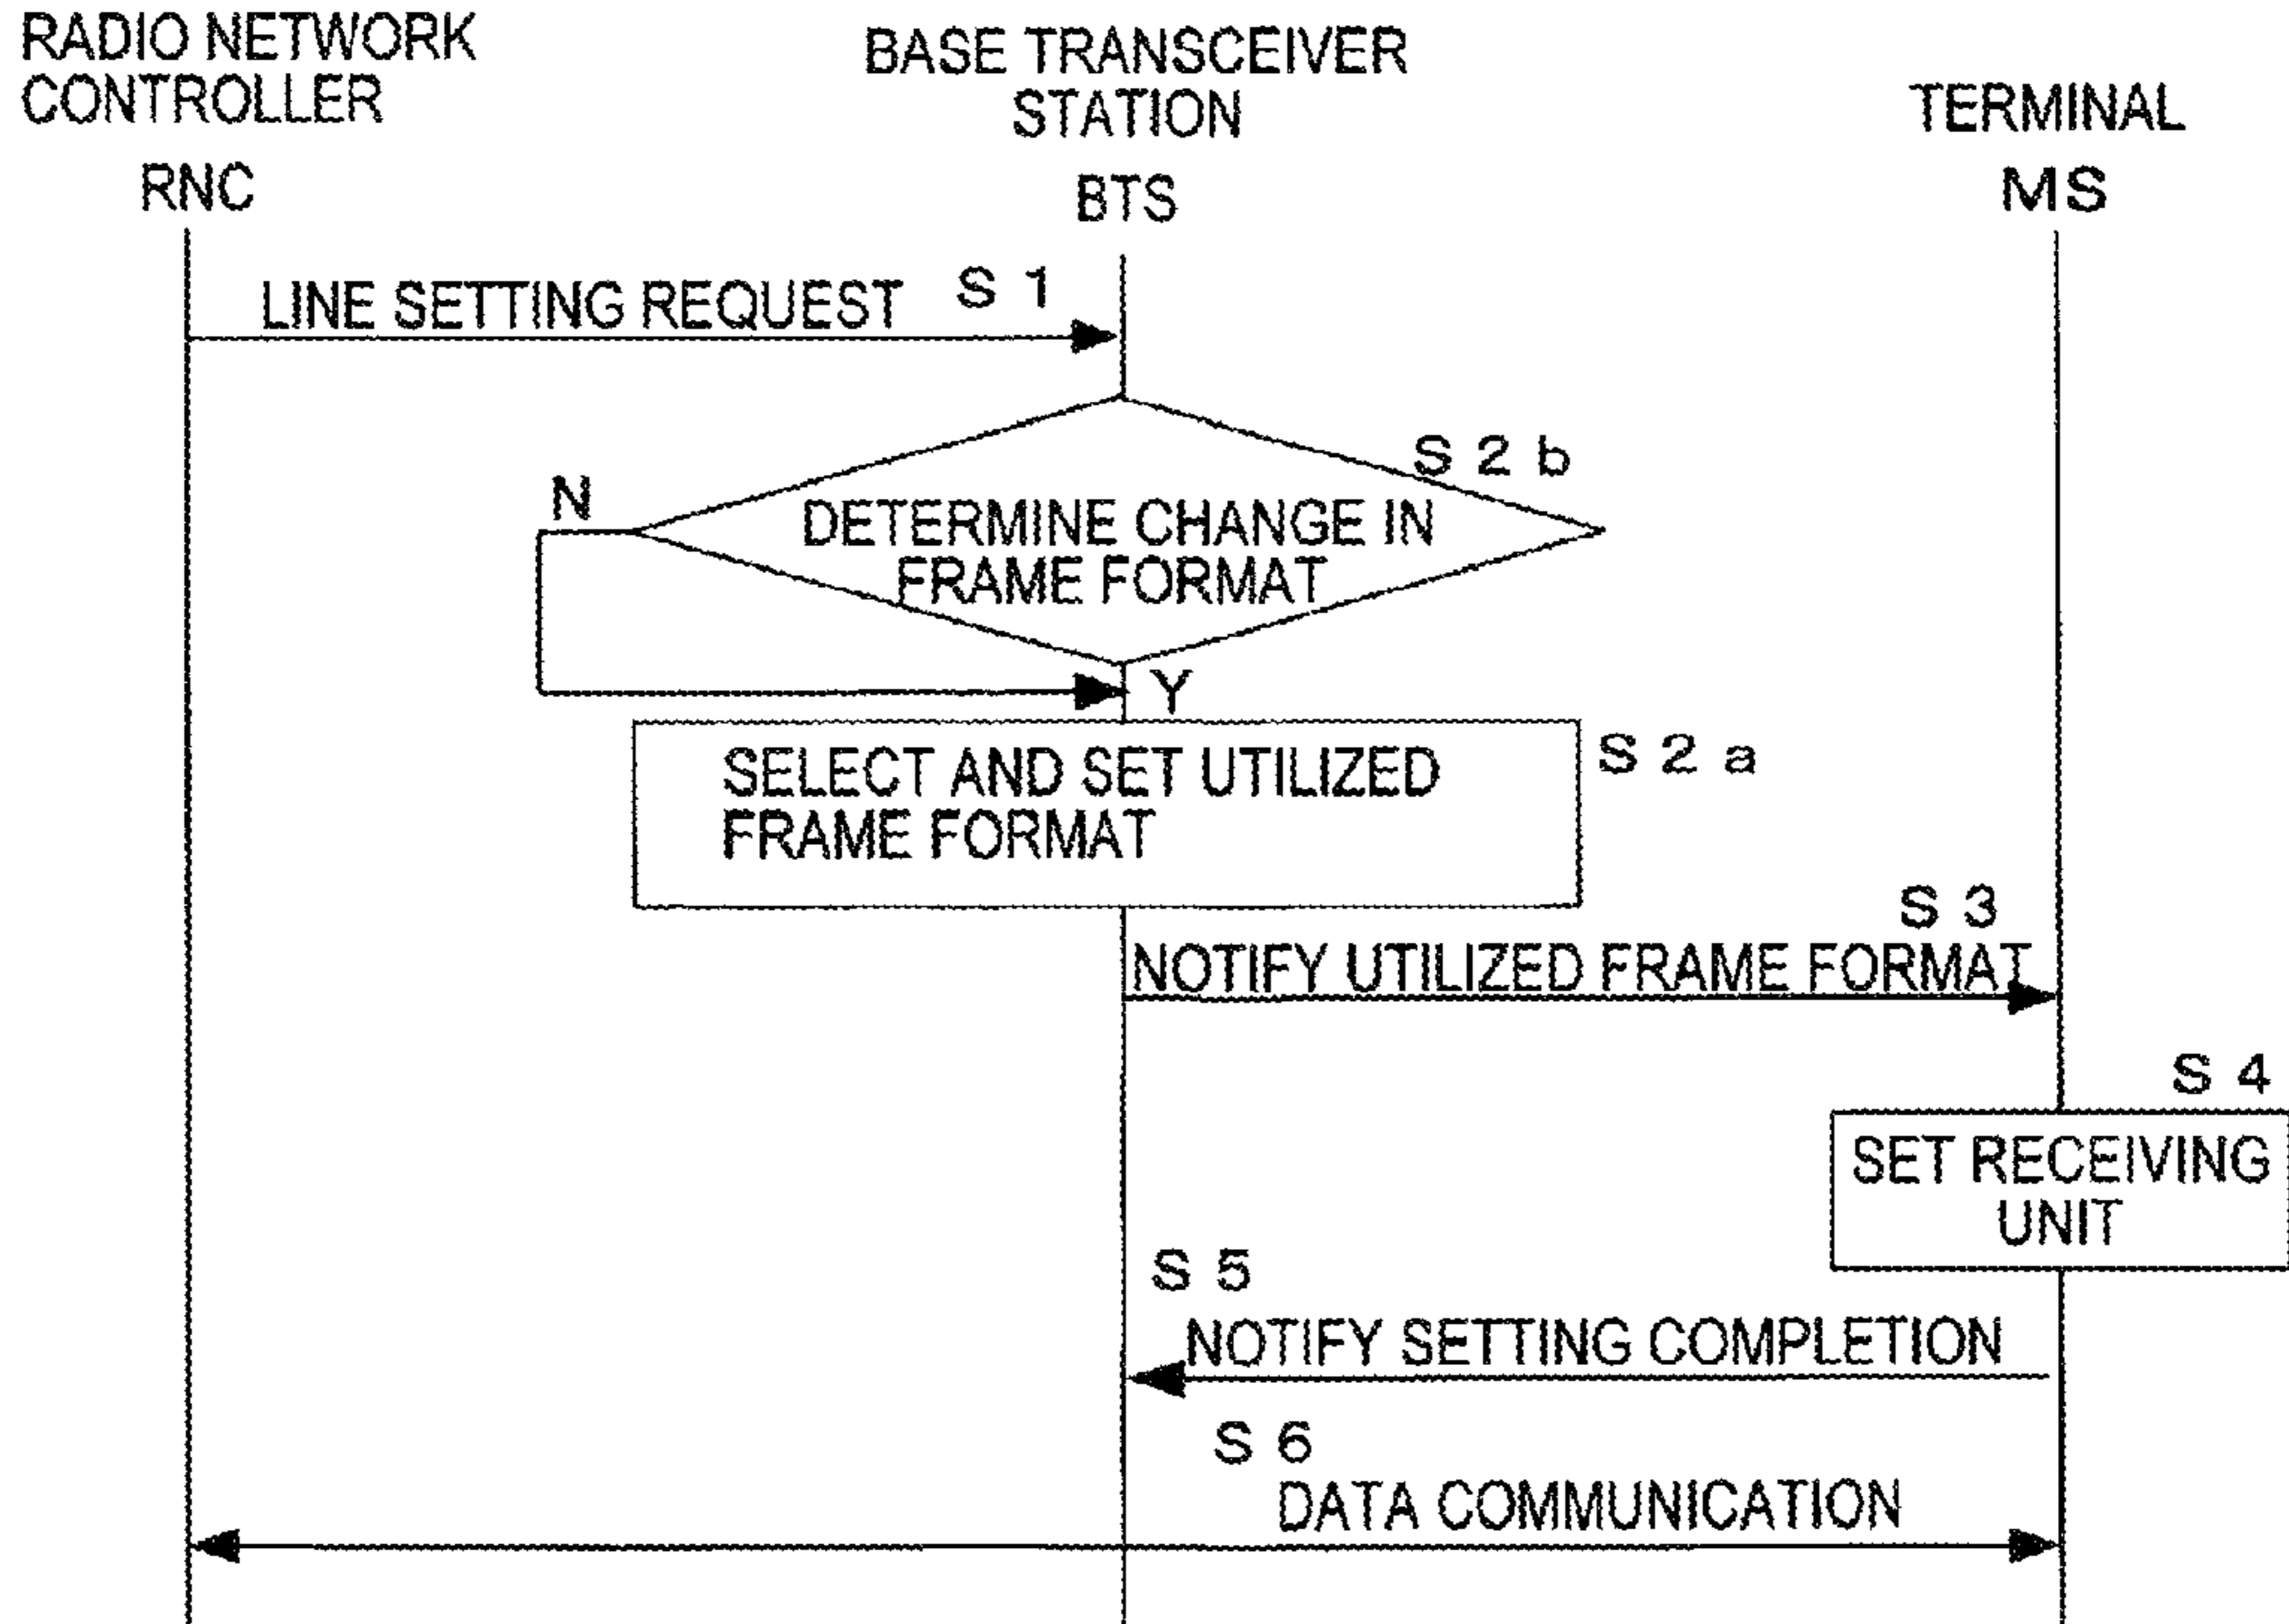 RADIO NETWORK
CONTROLLER
RNC
BASE TRANSCEIVER
STATION
BTS
TERMINAL
MS
LINE SETTING REQUEST
S 1
S 2 b
N
DETERMINE CHANGE IN
FRAME FORMAT
Y
SELECT AND SET UTILIZED
FRAME FORMAT
S 2 a
S 3
NOTIFY UTILIZED FRAME FORMAT
S 4
SET RECEIVING
UNIT
S 5
NOTIFY SETTING COMPLETION
S 6
DATA COMMUNICATION